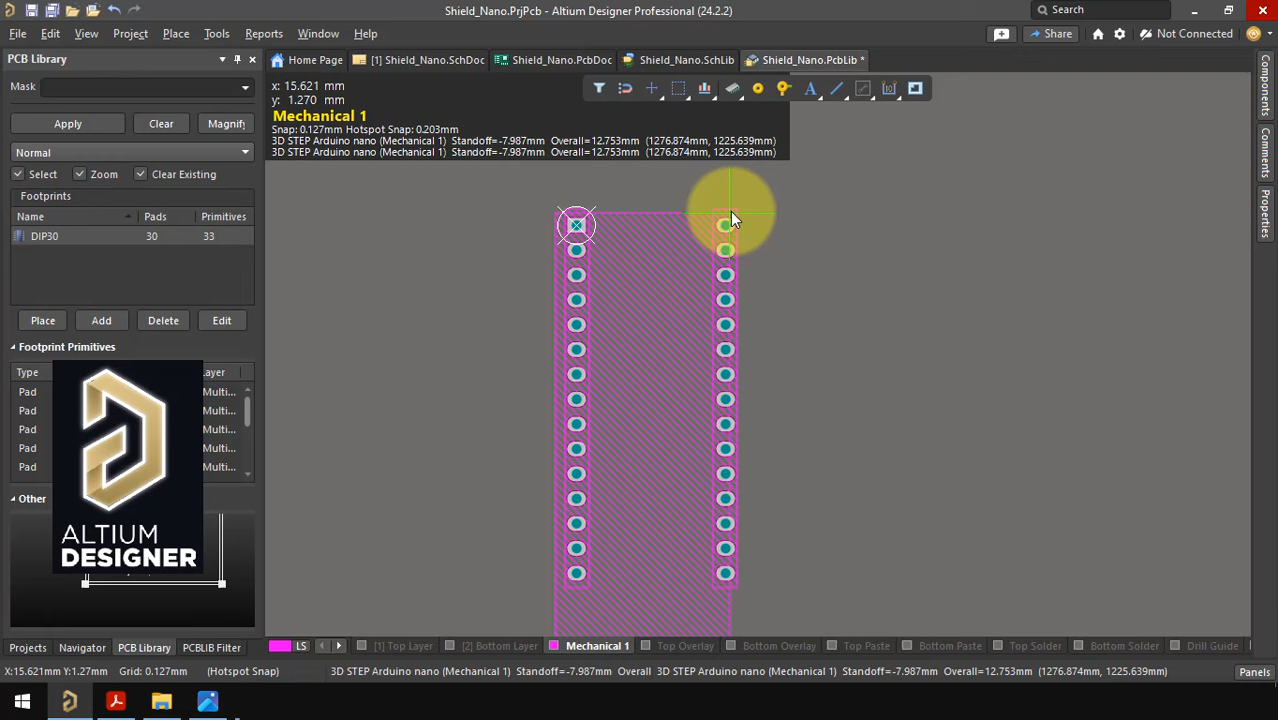 Shield_Nano.PrjPcb - Altium Designer Professional (24.2.2)
Search
File Edit View Project Place Tools Reports Window Help
Share
Not Connected
PCB Library
Home Page
[1] Shield_Nano.SchDoc
Shield_Nano.PcbDoc
Shield_Nano.SchLib
Shield_Nano.PcbLib *
Mask
Apply Clear Magnify
Normal
Select Zoom Clear Existing
Footprints
Name Pads Primitives
DIP30 30 33
Place Add Delete Edit
Footprint Primitives
Type Layer
Pad Multi...
Pad Multi...
Pad Multi...
Pad Multi...
Pad Multi...
Other
ALTIUM
DESIGNER
x: 15.621 mm
y: 1.270 mm
Mechanical 1
Snap: 0.127mm Hotspot Snap: 0.203mm
3D STEP Arduino nano (Mechanical 1) Standoff=-7.987mm Overall=12.753mm (1276.874mm, 1225.639mm)
3D STEP Arduino nano (Mechanical 1) Standoff=-7.987mm Overall=12.753mm (1276.874mm, 1225.639mm)
Components
Comments
Properties
Projects Navigator PCB Library PCBLIB Filter
LS
[1] Top Layer
[2] Bottom Layer
Mechanical 1
Top Overlay
Bottom Overlay
Top Paste
Bottom Paste
Top Solder
Bottom Solder
Drill Guide
X:15.621mm Y:1.27mm Grid: 0.127mm (Hotspot Snap) 3D STEP Arduino nano (Mechanical 1) Standoff=-7.987mm Overall 3D STEP Arduino nano (Mechanical 1) Standoff=-7.987mm Overall=12.753mm (1276.874mm, 1225.639mm)
Panels